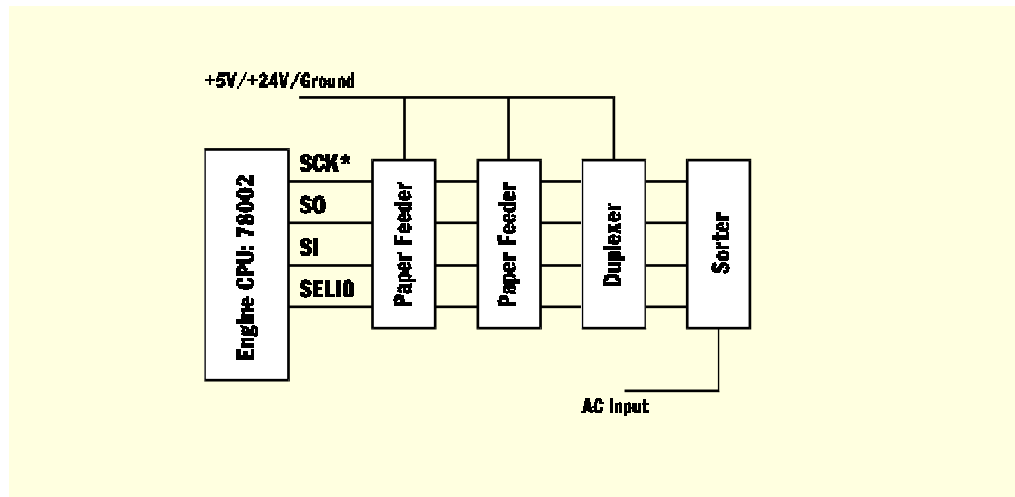 +5V/+24V/Ground
SCK*
SO
SI
SELIO
Engine CPU: 78002
Paper Feeder
Paper Feeder
Duplexer
Sorter
AC Input